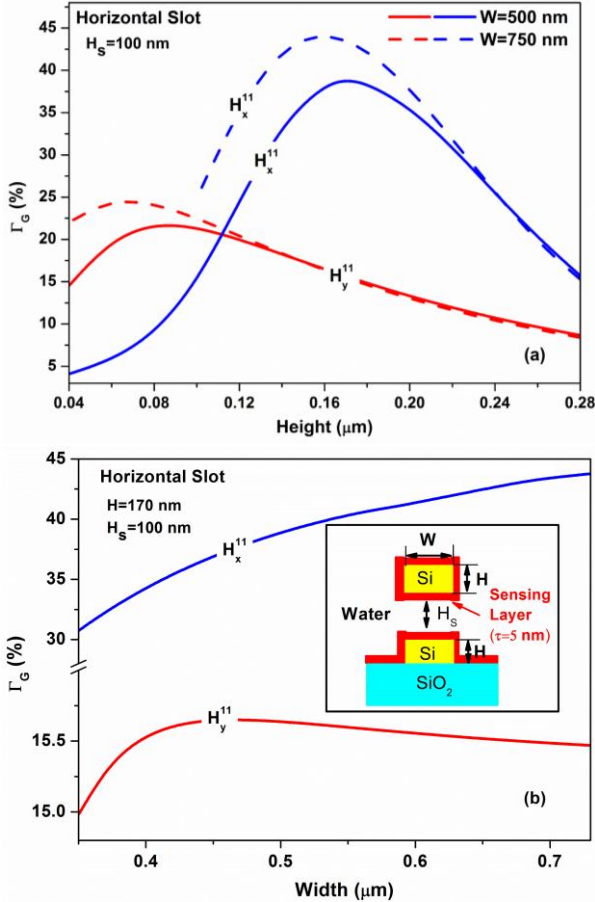 Horizontal Slot
H_s=100 nm
W=500 nm
W=750 nm
45
40
35
30
25
20
15
10
5
Γ_G (%)
H_x^11
H_x^11
H_y^11
(a)
0.04 0.08 0.12 0.16 0.20 0.24 0.28
Height (μm)
45
40
35
30
15.5
15.0
Γ_G (%)
Horizontal Slot
H=170 nm
H_s=100 nm
H_x^11
H_y^11
W
Si
H
Sensing
Layer
(τ=5 nm)
Water
H_S
Si
H
SiO₂
(b)
0.4 0.5 0.6 0.7
Width (μm)